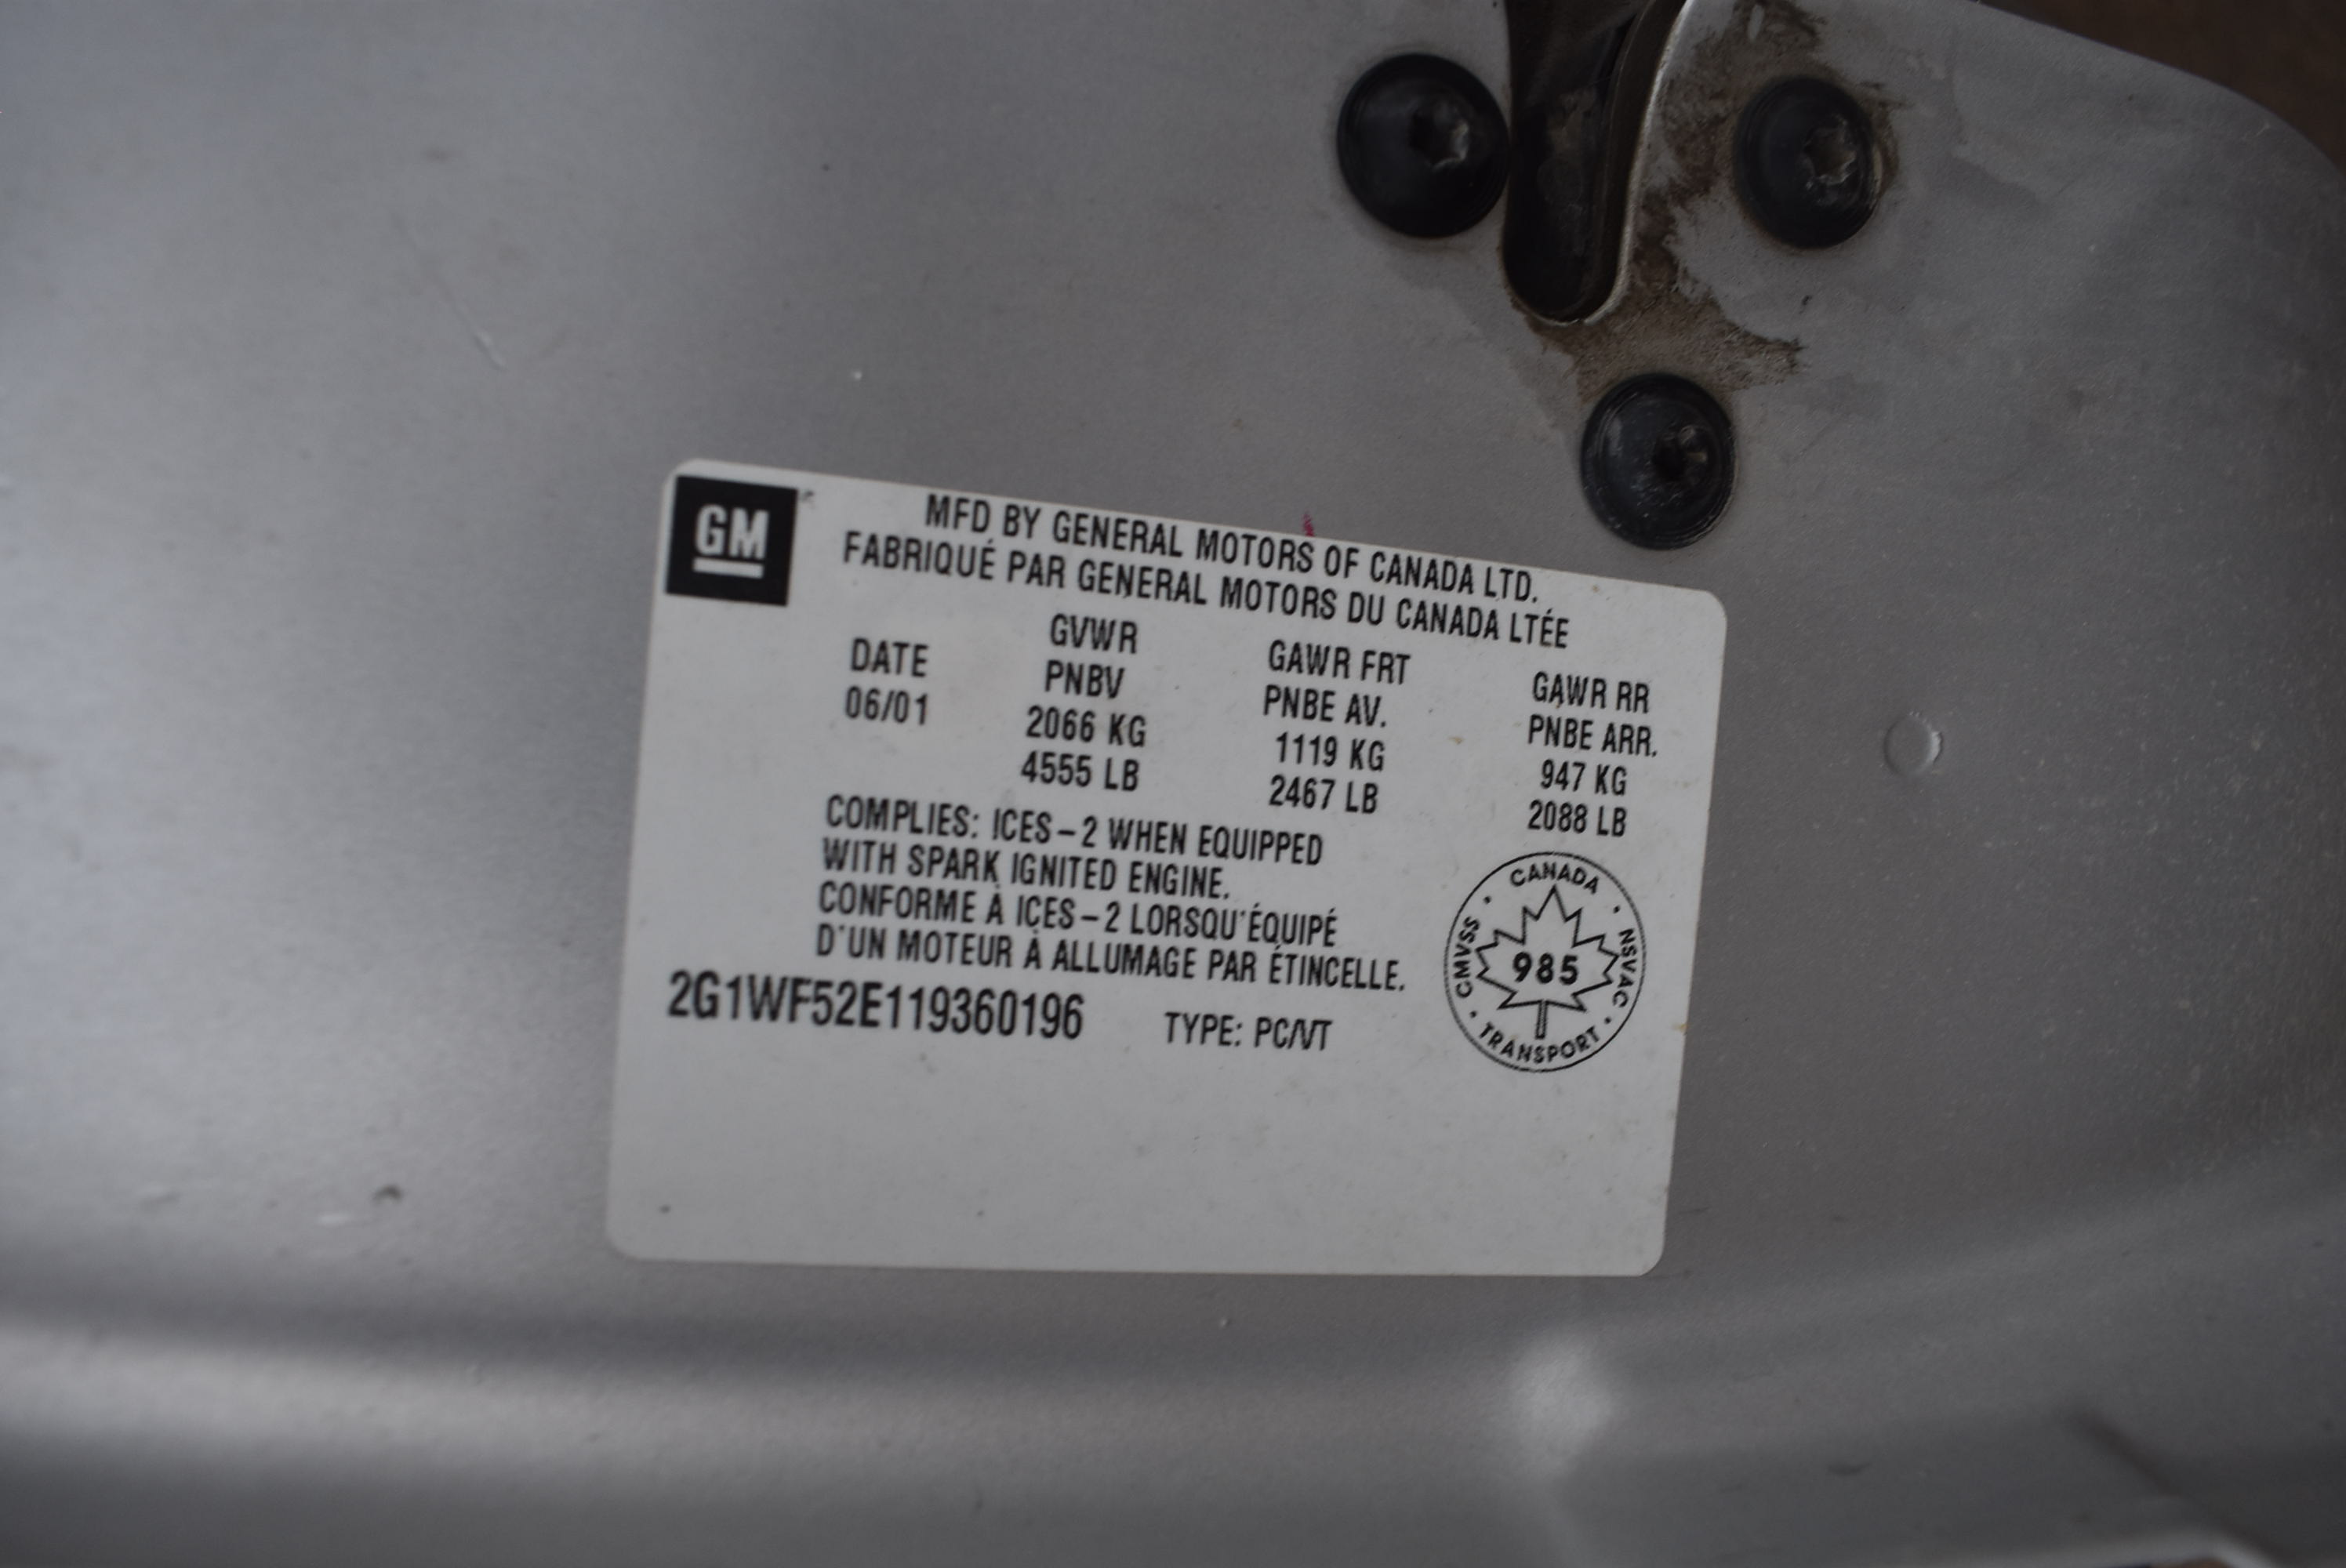 GM
MFD BY GENERAL MOTORS OF CANADA LTD.
FABRIQUÉ PAR GENERAL MOTORS DU CANADA LTÉE
DATE
06/01
GVWR
PNBV
2066 KG
4555 LB
GAWR FRT
PNBE AV.
1119 KG
2467 LB
GAWR RR
PNBE ARR.
947 KG
2088 LB
COMPLIES: ICES-2 WHEN EQUIPPED
WITH SPARK IGNITED ENGINE.
CONFORME À ICES-2 LORSQU'ÉQUIPÉ
D'UN MOTEUR À ALLUMAGE PAR ÉTINCELLE.
2G1WF52E119360196 TYPE: PC/VT
CANADA
CMVSS
985
NSVAC
TRANSPORT